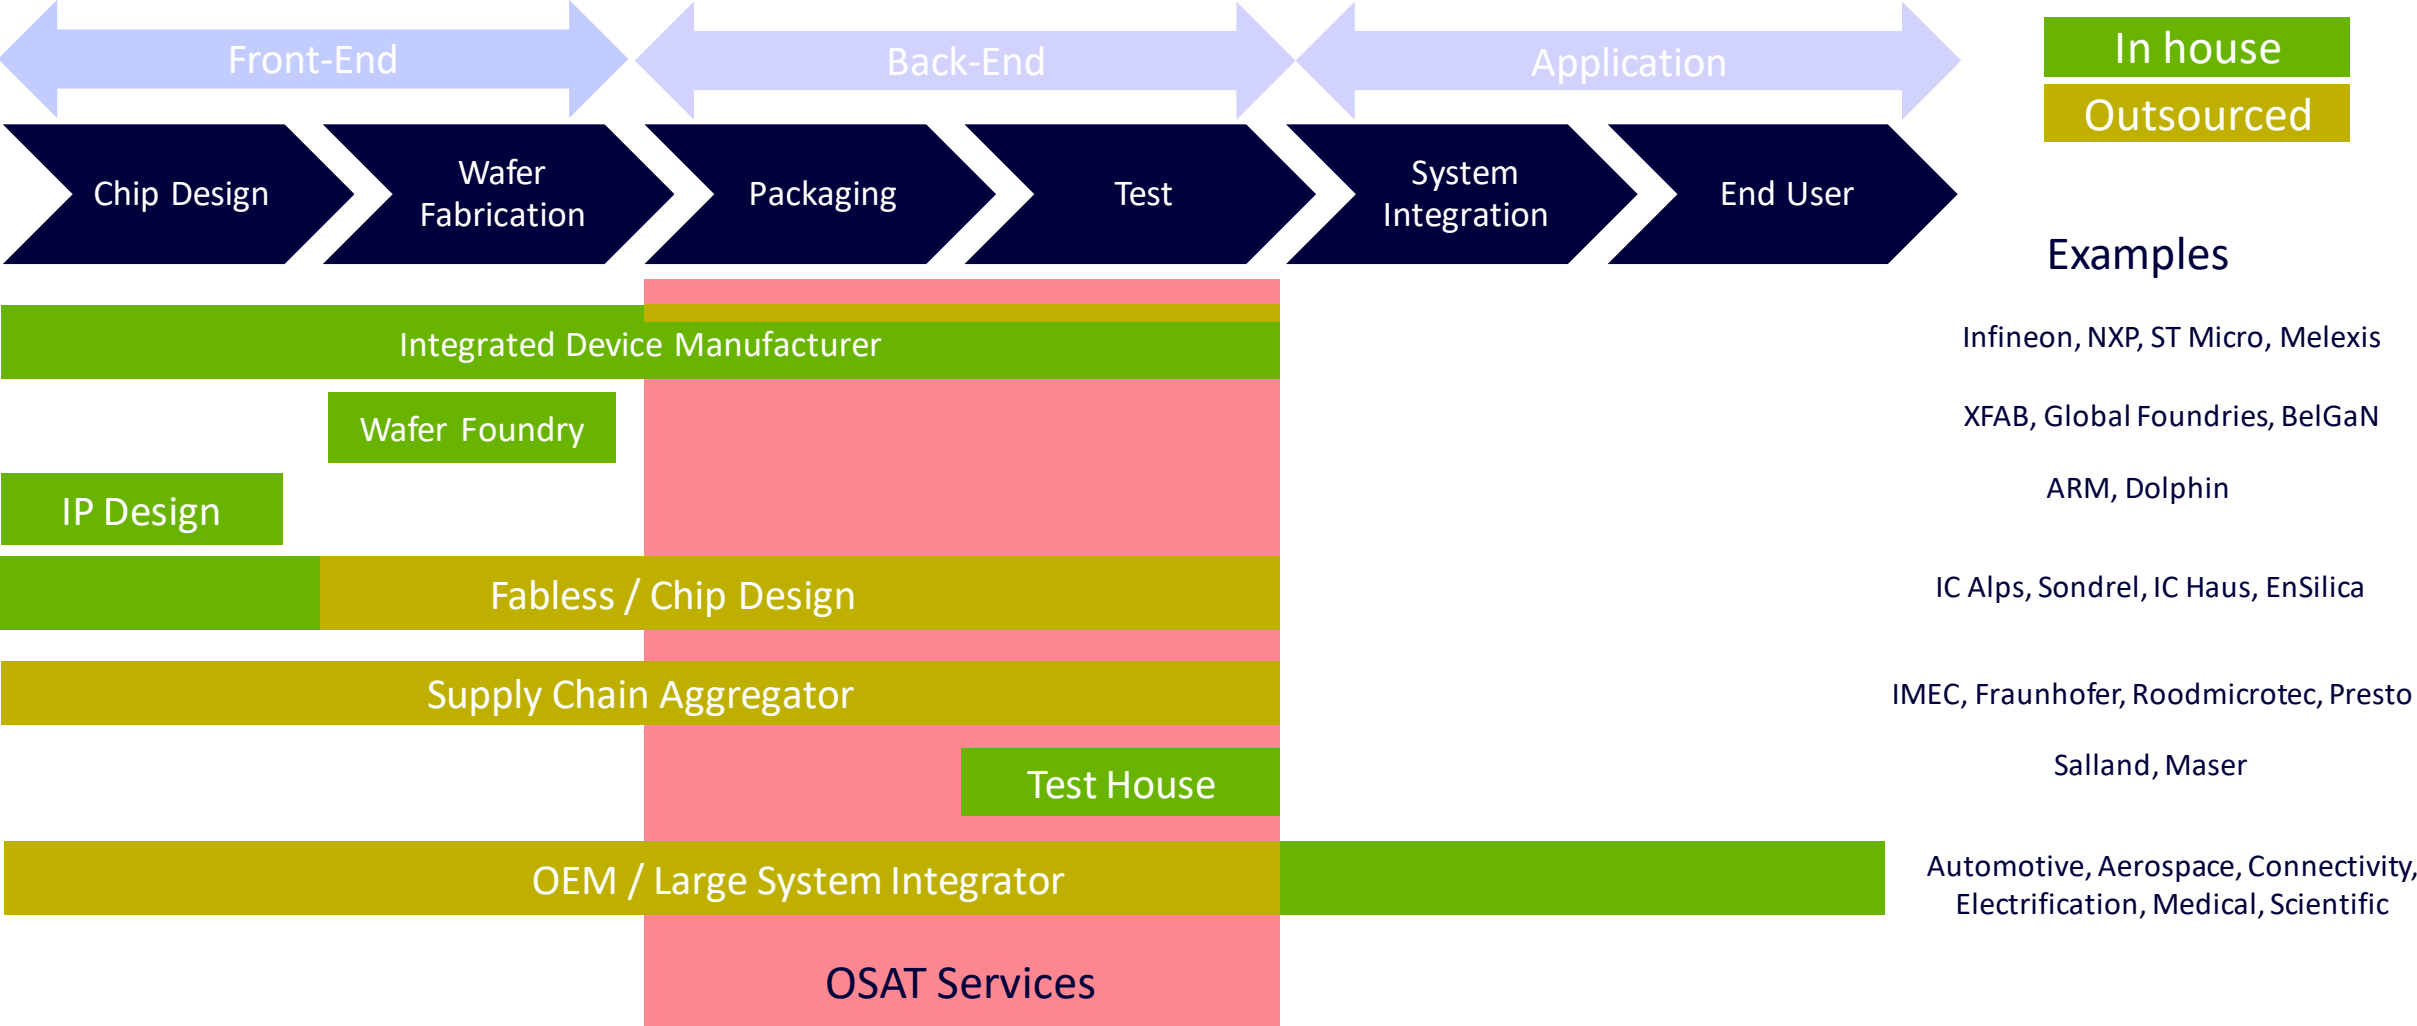 Front-End
Back-End
Application
In house
Outsourced
Chip Design
Wafer
Fabrication
Packaging
Test
System
Integration
End User
Examples
Integrated Device Manufacturer
Infineon, NXP, ST Micro, Melexis
Wafer Foundry
XFAB, Global Foundries, BelGaN
IP Design
ARM, Dolphin
Fabless / Chip Design
IC Alps, Sondrel, IC Haus, EnSilica
Supply Chain Aggregator
IMEC, Fraunhofer, Roodmicrotec, Presto
Test House
Salland, Maser
OEM / Large System Integrator
Automotive, Aerospace, Connectivity,
Electrification, Medical, Scientific
OSAT Services